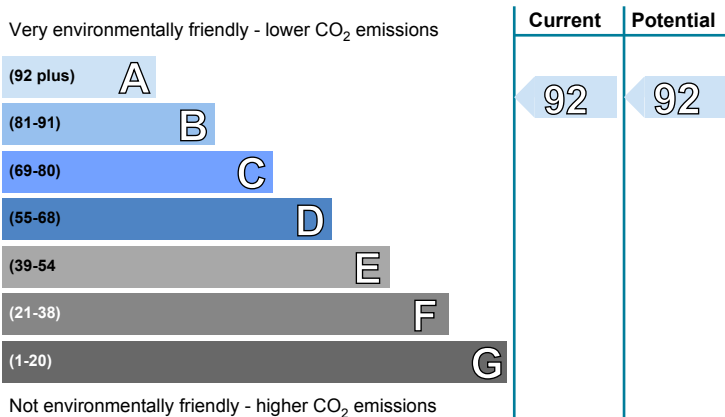 Very environmentally friendly - lower CO₂ emissions
Current
Potential
(92 plus) A
92
92
(81-91) B
(69-80) C
(55-68) D
(39-54 E
(21-38) F
(1-20) G
Not environmentally friendly - higher CO₂ emissions